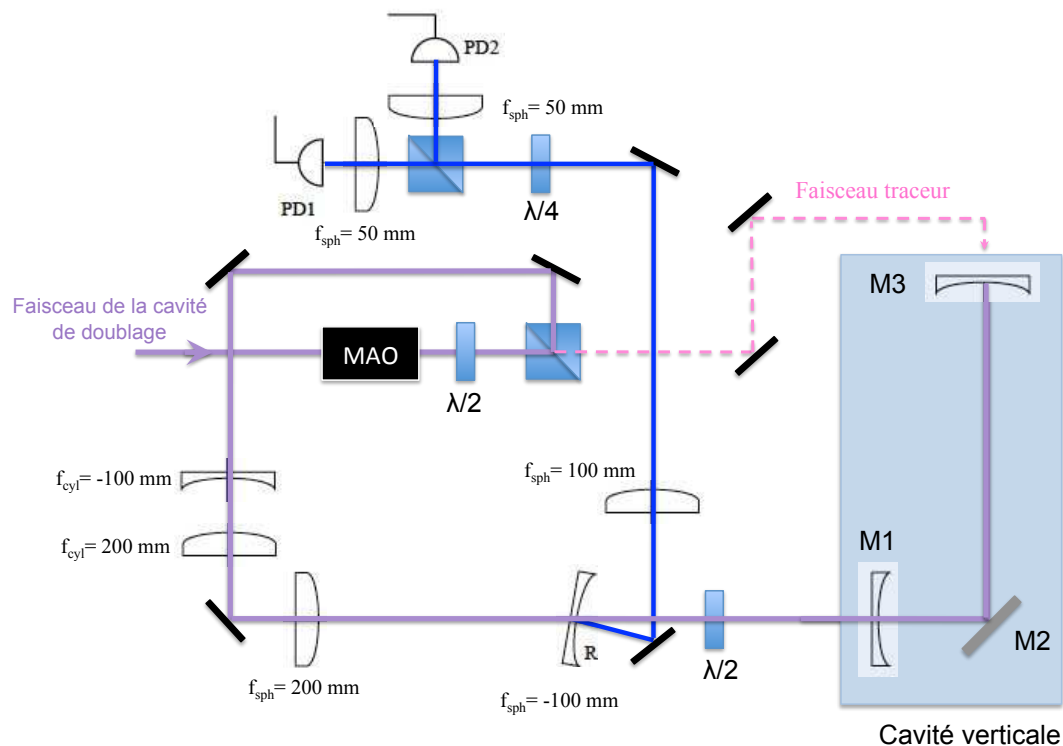 PD2
f_sph= 50 mm
PD1
λ/4
f_sph= 50 mm
Faisceau traceur
M3
Faisceau de la cavité
de doublage
MAO
λ/2
f_cyl= -100 mm
f_sph= 100 mm
f_cyl= 200 mm
M1
R
M2
λ/2
f_sph= 200 mm
f_sph= -100 mm
Cavité verticale